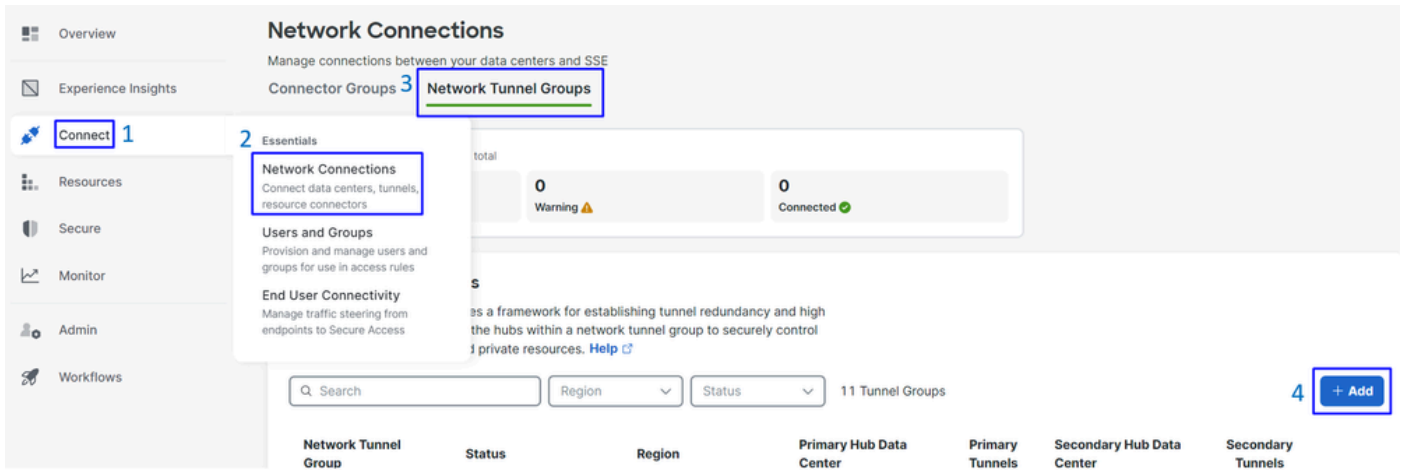 Overview
Experience Insights
Connect 1
Resources
Secure
Monitor
Admin
Workflows
Network Connections
Manage connections between your data centers and SSE
Connector Groups 3 Network Tunnel Groups
2 Essentials
Network Connections
Connect data centers, tunnels,
resource connectors
Users and Groups
Provision and manage users and
groups for use in access rules
End User Connectivity
Manage traffic steering from
endpoints to Secure Access
total
0
Warning
0
Connected
s
es a framework for establishing tunnel redundancy and high
the hubs within a network tunnel group to securely control
d private resources. Help
Search Region Status 11 Tunnel Groups 4 + Add
Network Tunnel
Group
Status
Region
Primary Hub Data
Center
Primary
Tunnels
Secondary Hub Data
Center
Secondary
Tunnels